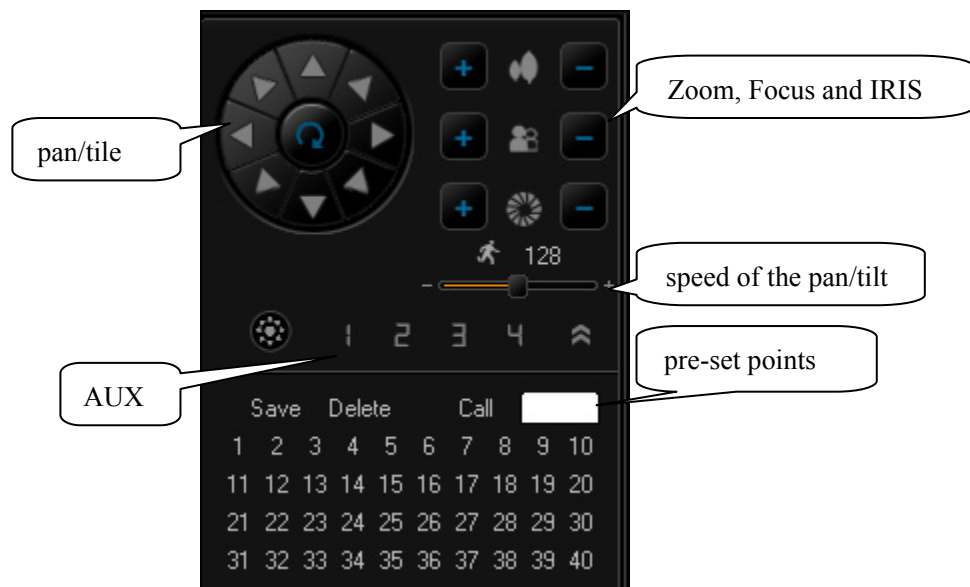 Zoom, Focus and IRIS
pan/tile
128
speed of the pan/tilt
1 2 3 4
pre-set points
AUX
Save Delete Call
1 2 3 4 5 6 7 8 9 10
11 12 13 14 15 16 17 18 19 20
21 22 23 24 25 26 27 28 29 30
31 32 33 34 35 36 37 38 39 40